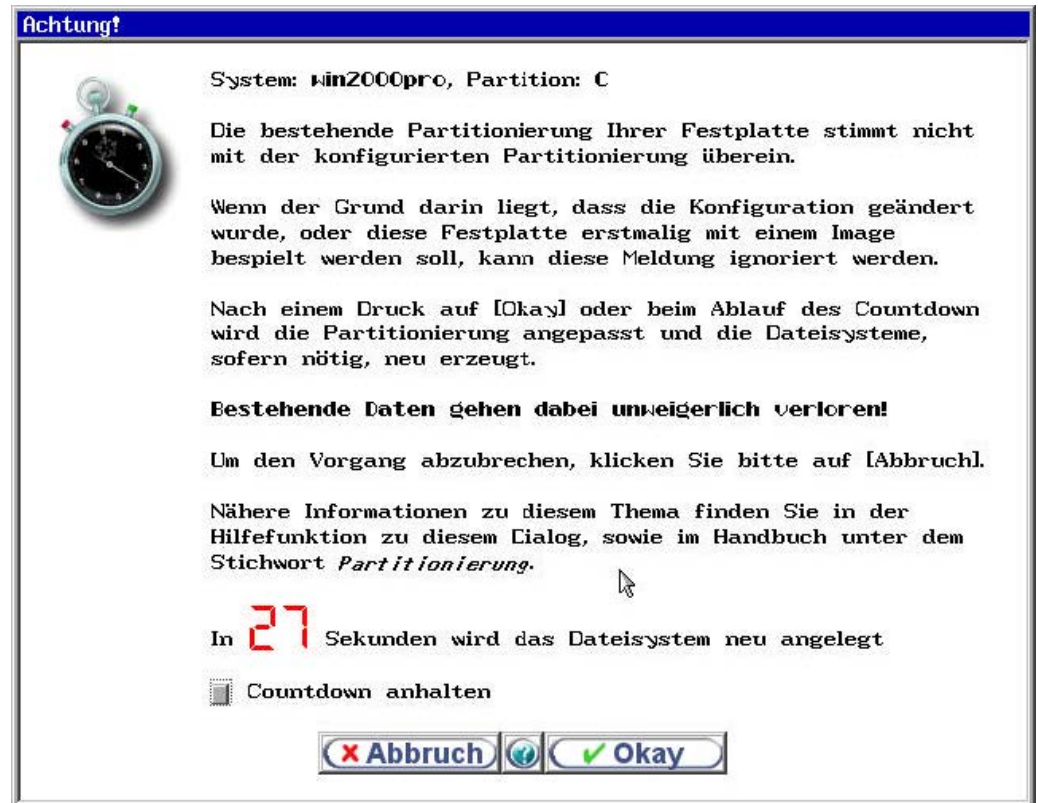 Achtung!
System: win2000pro, Partition: C
Die bestehende Partitionierung Ihrer Festplatte stimmt nicht
mit der konfigurierten Partitionierung überein.
Wenn der Grund darin liegt, dass die Konfiguration geändert
wurde, oder diese Festplatte erstmalig mit einem Image
bespielt werden soll, kann diese Meldung ignoriert werden.
Nach einem Druck auf [Okay] oder beim Ablauf des Countdown
wird die Partitionierung angepasst und die Dateisysteme,
sofern nötig, neu erzeugt.
Bestehende Daten gehen dabei unweigerlich verloren!
Um den Vorgang abzubrechen, klicken Sie bitte auf [Abbruch].
Nähere Informationen zu diesem Thema finden Sie in der
Hilfefunktion zu diesem Dialog, sowie im Handbuch unter dem
Stichwort Partitionierung.
In 27 Sekunden wird das Dateisystem neu angelegt
Countdown anhalten
Abbruch ? Okay